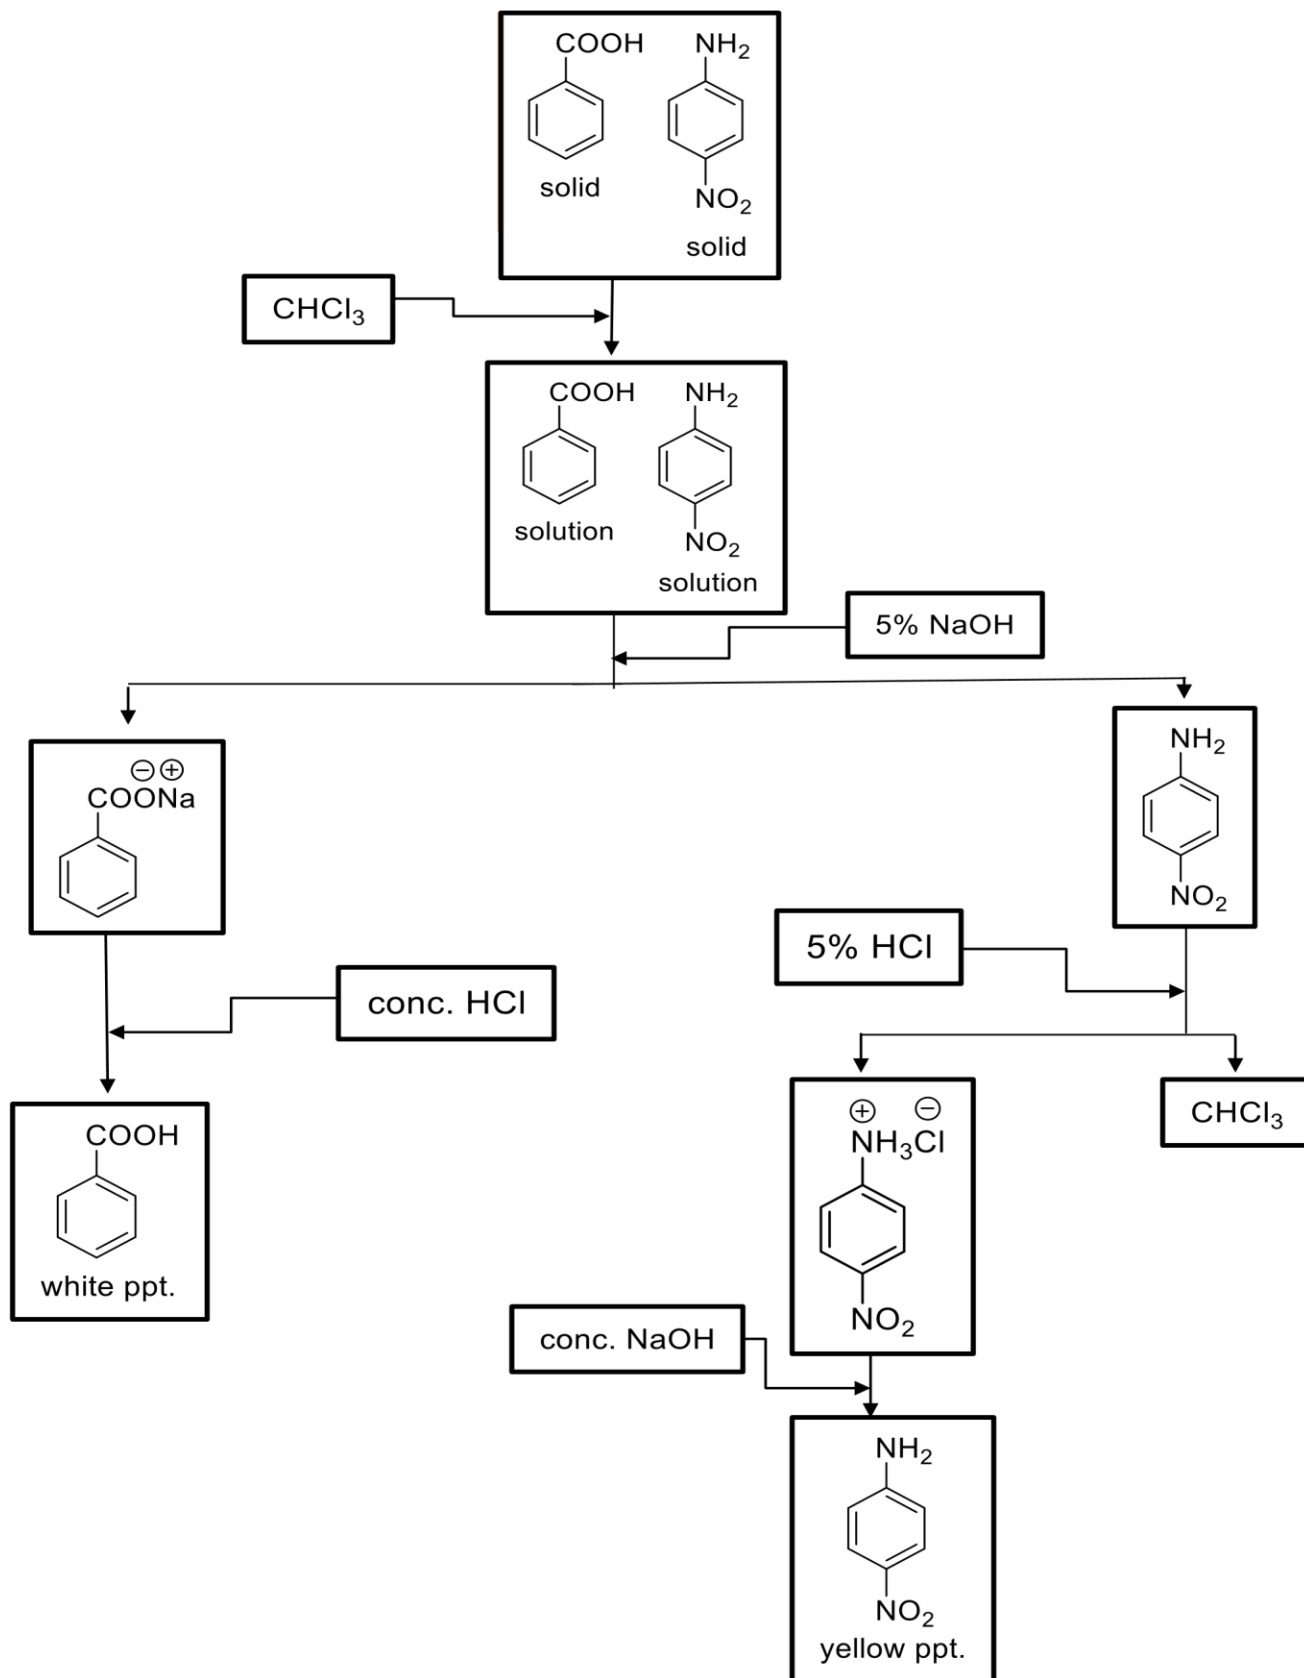 COOH
NH₂
solid
NO₂
solid
CHCl₃
COOH
NH₂
solution
NO₂
solution
5% NaOH
⊖⊕
COONa
NH₂
NO₂
5% HCl
conc. HCl
COOH
white ppt.
⊕ ⊖
NH₃Cl
NO₂
CHCl₃
conc. NaOH
NH₂
NO₂
yellow ppt.